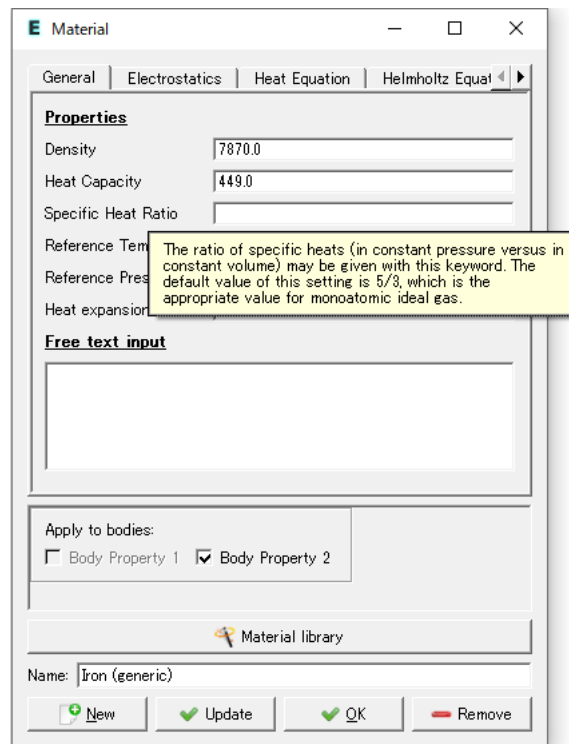 E Material
General Electrostatics Heat Equation Helmholtz Equat
Properties
Density 7870.0
Heat Capacity 449.0
Specific Heat Ratio
Reference Tem
Reference Pres
Heat expansion
The ratio of specific heats (in constant pressure versus in
constant volume) may be given with this keyword. The
default value of this setting is 5/3, which is the
appropriate value for monoatomic ideal gas.
Free text input
Apply to bodies:
Body Property 1 Body Property 2
Material library
Name: Iron (generic)
New Update OK Remove